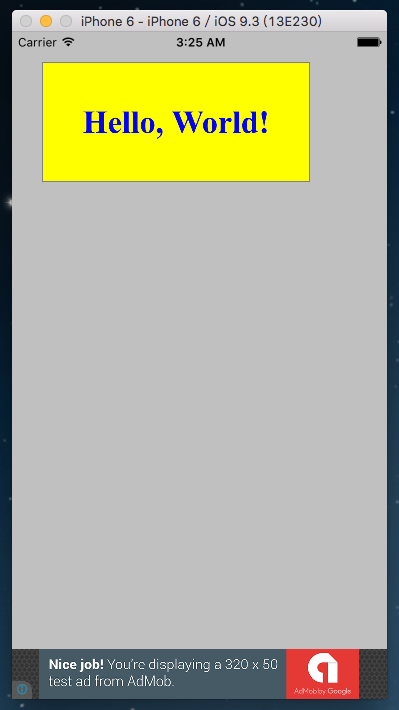 iPhone 6 - iPhone 6 / iOS 9.3 (13E230)
Carrier 3:25 AM
Hello, World!
Nice job! You're displaying a 320 x 50
test ad from AdMob.
AdMob by Google